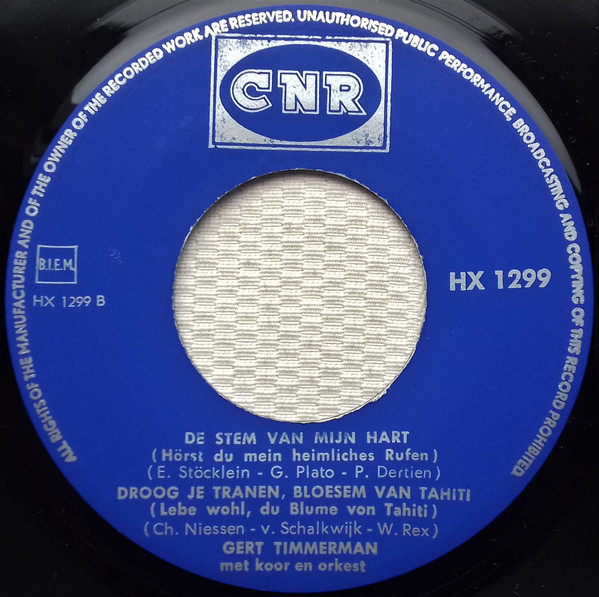 ALL RIGHTS OF THE MANUFACTURER AND OF THE OWNER OF THE RECORDED WORK ARE RESERVED. UNAUTHORISED PUBLIC PERFORMANCE, BROADCASTING AND COPYING OF THIS RECORD PROHIBITED.
CNR
B.I.E.M.
HX 1299 B
HX 1299
DE STEM VAN MIJN HART
(Hörst du mein heimliches Rufen)
(E. Stöcklein - G. Plato - P. Dertien)
DROOG JE TRANEN, BLOESEM VAN TAHITI
(Lebe wohl, du Blume von Tahiti)
(Ch. Niessen - v. Schalkwijk - W. Rex)
GERT TIMMERMAN
met koor en orkest